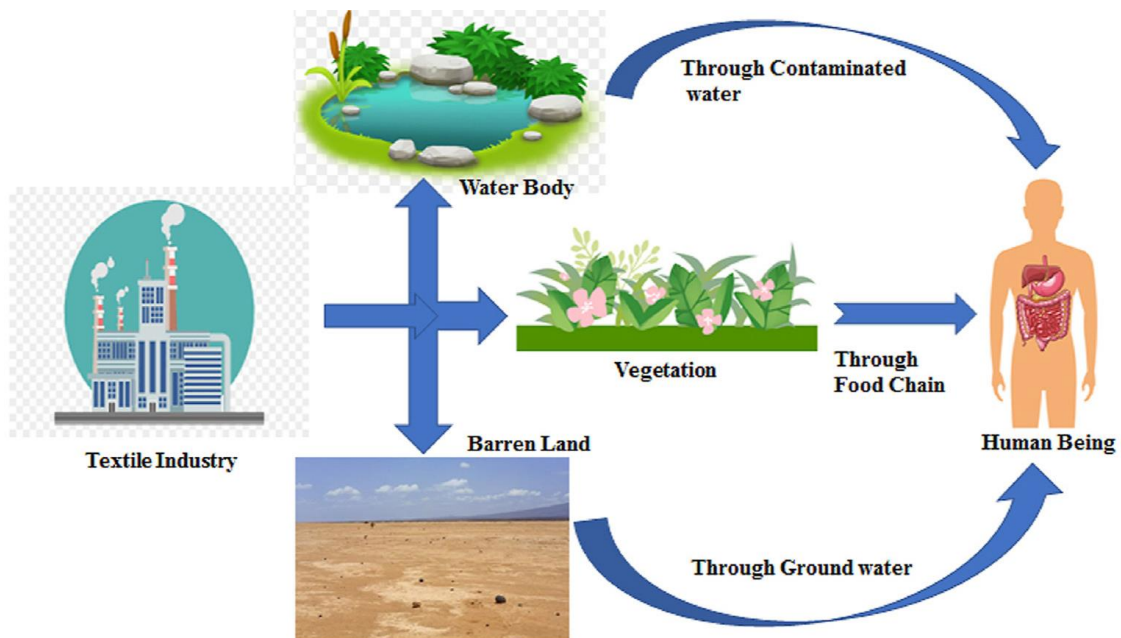 Through Contaminated
water
Water Body
Textile Industry
Vegetation
Through
Food Chain
Human Being
Barren Land
Through Ground water